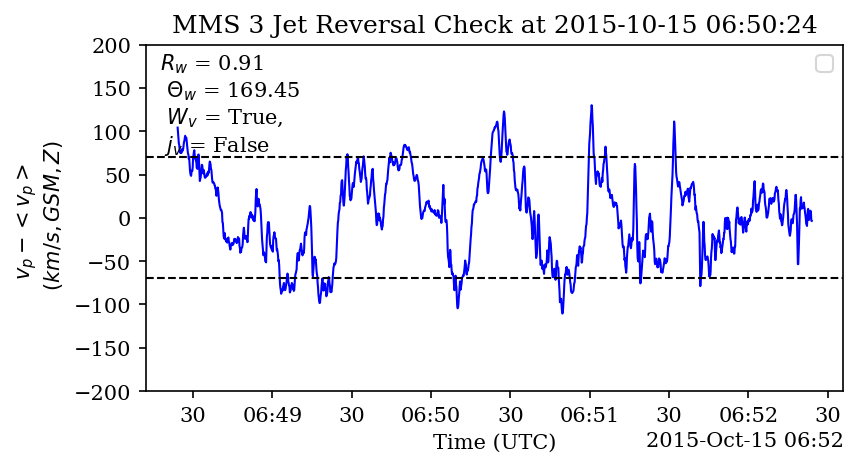 MMS 3 Jet Reversal Check at 2015-10-15 06:50:24
R_w = 0.91
Θ_w = 169.45
W_v = True,
j_v = False
v_p − < v_p >
(km/s, GSM, Z)
200
150
100
50
0
−50
−100
−150
−200
30 06:49 30 06:50 30 06:51 30 06:52 30
Time (UTC)
2015-Oct-15 06:52